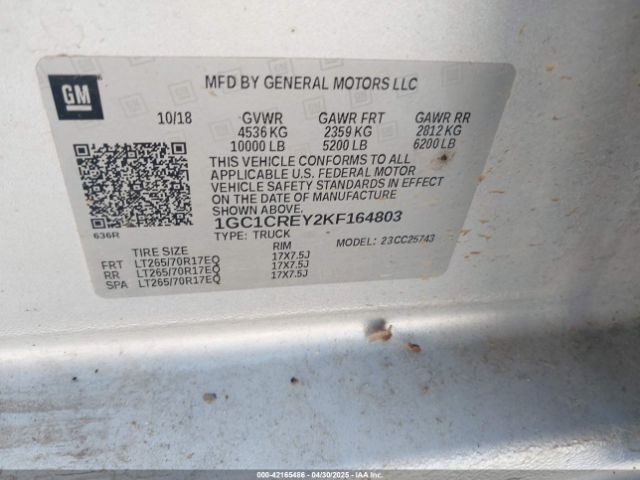 GM
MFD BY GENERAL MOTORS LLC
10/18 GVWR GAWR FRT GAWR RR
4536 KG 2359 KG 2812 KG
10000 LB 5200 LB 6200 LB
THIS VEHICLE CONFORMS TO ALL
APPLICABLE U.S. FEDERAL MOTOR
VEHICLE SAFETY STANDARDS IN EFFECT
ON THE DATE OF MANUFACTURE
SHOWN ABOVE.
1GC1CREY2KF164803
TYPE: TRUCK MODEL: 23CC25743
636R
TIRE SIZE RIM
FRT LT265/70R17EQ 17X7.5J
RR LT265/70R17EQ 17X7.5J
SPA LT265/70R17EQ 17X7.5J
000-42165486 - 04/30/2025 - IAA Inc.